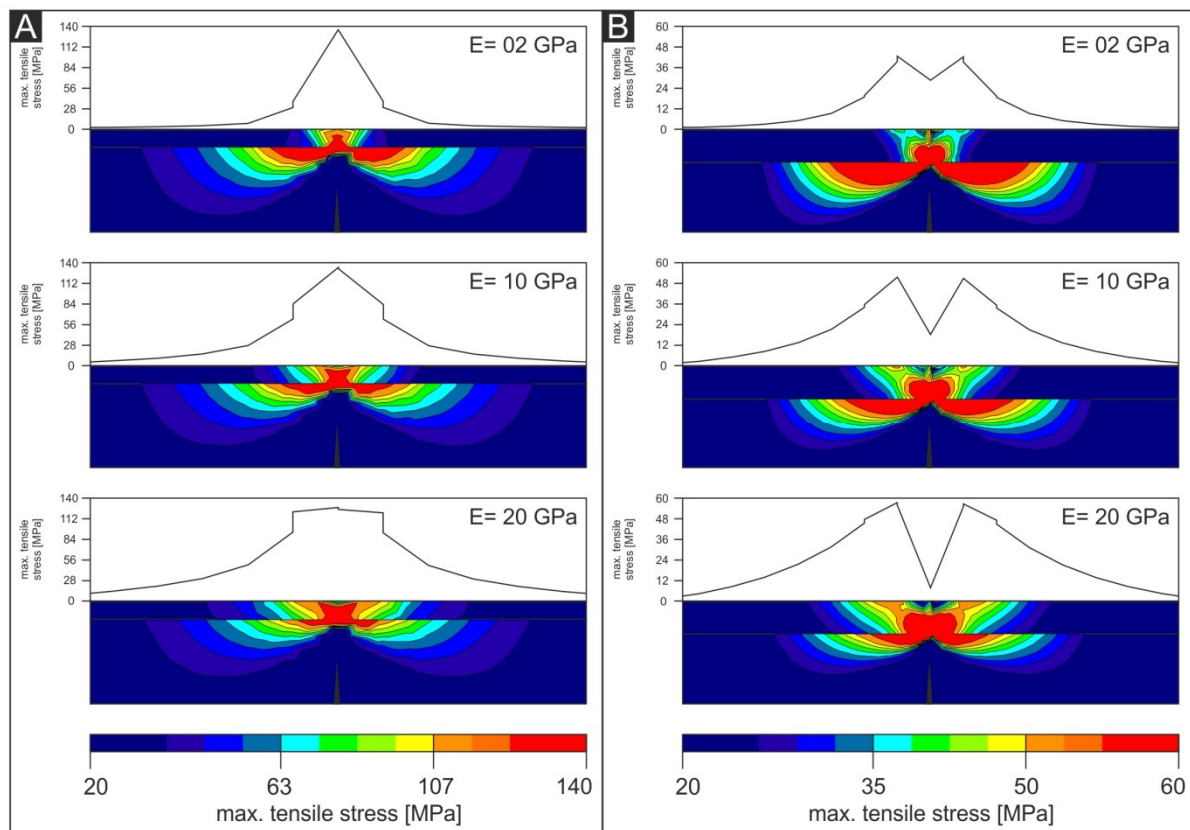 A
max. tensile
stress [MPa]
140
112
84
56
28
0
E= 02 GPa
max. tensile
stress [MPa]
140
112
84
56
28
0
E= 10 GPa
max. tensile
stress [MPa]
140
112
84
56
28
0
E= 20 GPa
20
63
107
140
max. tensile stress [MPa]
B
max. tensile
stress [MPa]
60
48
36
24
12
0
E= 02 GPa
max. tensile
stress [MPa]
60
48
36
24
12
0
E= 10 GPa
max. tensile
stress [MPa]
60
48
36
24
12
0
E= 20 GPa
20
35
50
60
max. tensile stress [MPa]